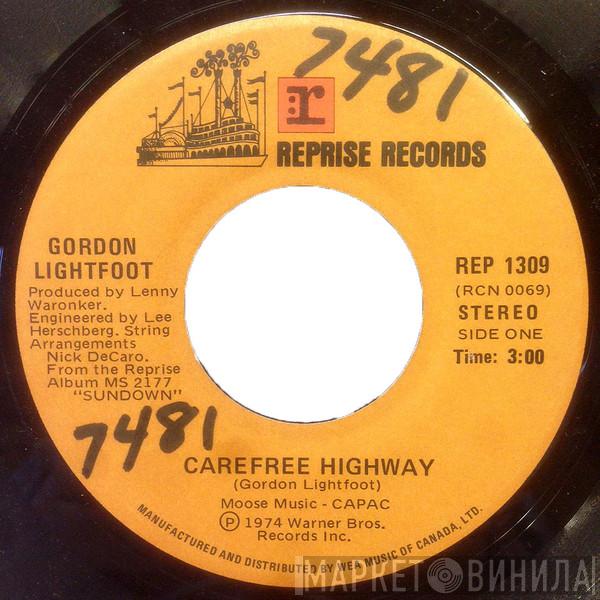 7481
r
REPRISE RECORDS
GORDON
LIGHTFOOT
Produced by Lenny
Waronker.
Engineered by Lee
Herschberg. String
Arrangements
Nick DeCaro.
From the Reprise
Album MS 2177
"SUNDOWN"
REP 1309
(RCN 0069)
STEREO
SIDE ONE
Time: 3:00
7481
CAREFREE HIGHWAY
(Gordon Lightfoot)
Moose Music - CAPAC
Ⓟ 1974 Warner Bros.
Records Inc.
MANUFACTURED AND DISTRIBUTED BY WEA MUSIC OF CANADA, LTD.
МАРКЕТ ВИНИЛА